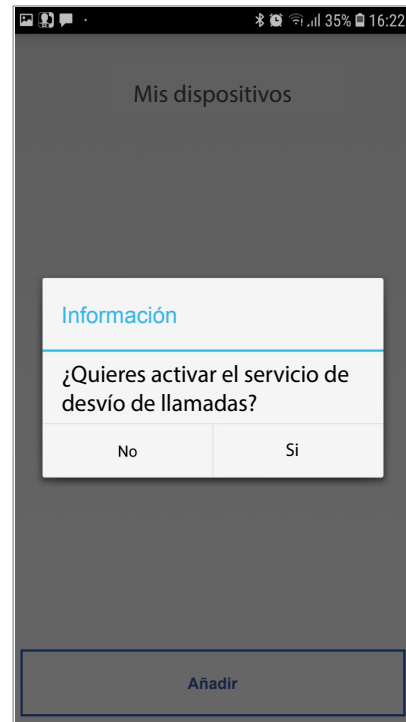 35% 16:22
Mis dispositivos
Información
¿Quieres activar el servicio de
desvío de llamadas?
No Si
Añadir